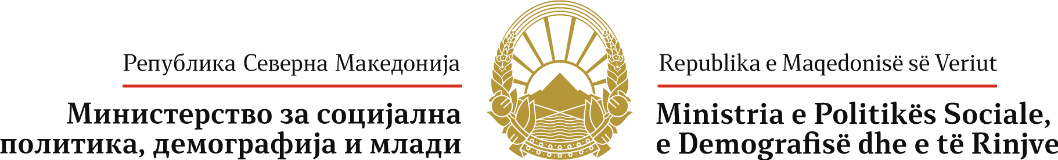 Република Северна Македонија
Министерство за социјална
политика, демографија и млади
Republika e Maqedonisë së Veriut
Ministria e Politikës Sociale,
e Demografisë dhe e të Rinjve